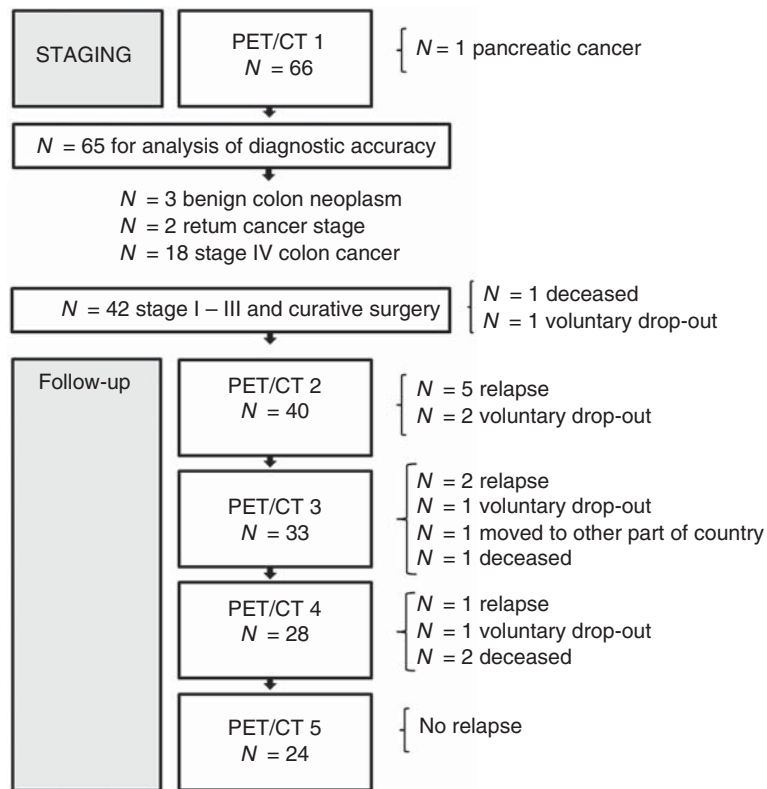 STAGING
PET/CT 1
N = 66
N = 1 pancreatic cancer
N = 65 for analysis of diagnostic accuracy
N = 3 benign colon neoplasm
N = 2 retum cancer stage
N = 18 stage IV colon cancer
N = 42 stage I – III and curative surgery
N = 1 deceased
N = 1 voluntary drop-out
Follow-up
PET/CT 2
N = 40
N = 5 relapse
N = 2 voluntary drop-out
PET/CT 3
N = 33
N = 2 relapse
N = 1 voluntary drop-out
N = 1 moved to other part of country
N = 1 deceased
PET/CT 4
N = 28
N = 1 relapse
N = 1 voluntary drop-out
N = 2 deceased
PET/CT 5
N = 24
No relapse